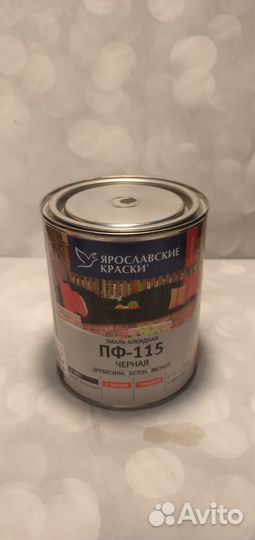 ЯРОСЛАВСКИЕ
КРАСКИ
ЭМАЛЬ АЛКИДНАЯ
ПФ-115
ЧЕРНАЯ
ДРЕВЕСИНА БЕТОН МЕТАЛЛ
Avito